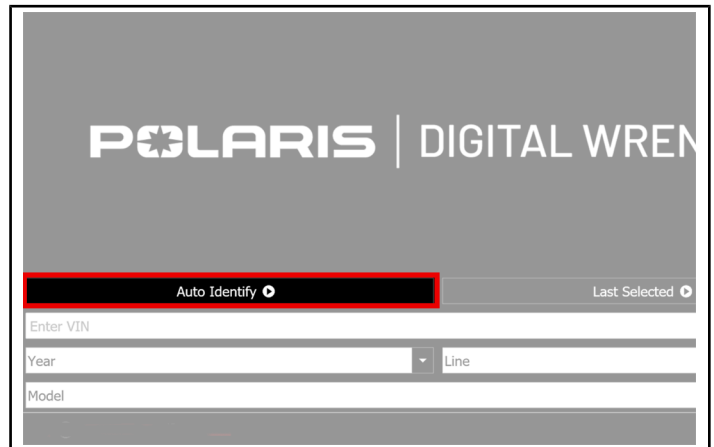 POLARIS | DIGITAL WREN
Auto Identify
Last Selected
Enter VIN
Year
Line
Model